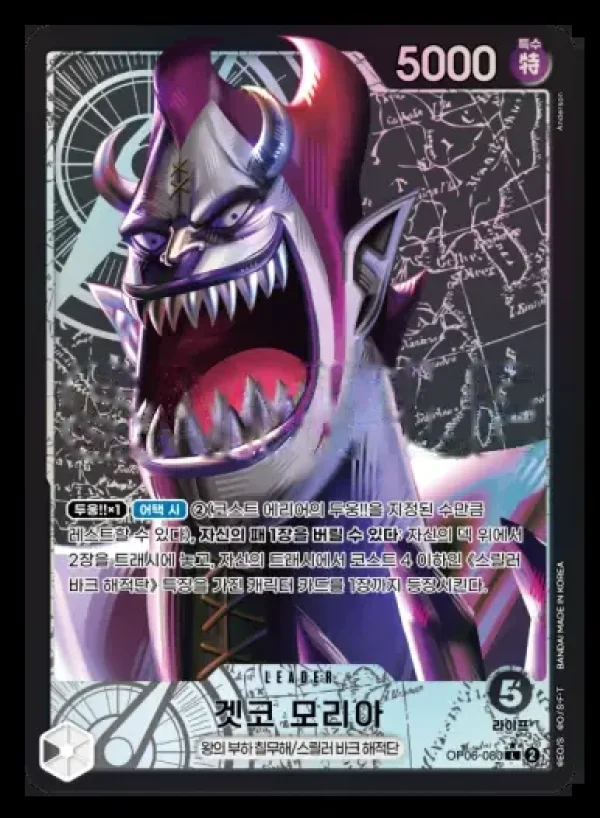 5000
특수
特
Anderson
두웅!!×1 어택 시 ②(코스트 에리어의 두웅!!을 지정된 수만큼
레스트할 수 있다), 자신의 패 1장을 버릴 수 있다: 자신의 덱 위에서
2장을 트래시에 놓고, 자신의 트래시에서 코스트 4 이하인 《스릴러
바크 해적단》 특징을 가진 캐릭터 카드를 1장까지 등장시킨다.
LEADER
겟코 모리아
왕의 부하 칠무해/스릴러 바크 해적단
5
라이프
OP06-080 L 2
©EO/S ©O/S·F·T BANDAI MADE IN KOREA